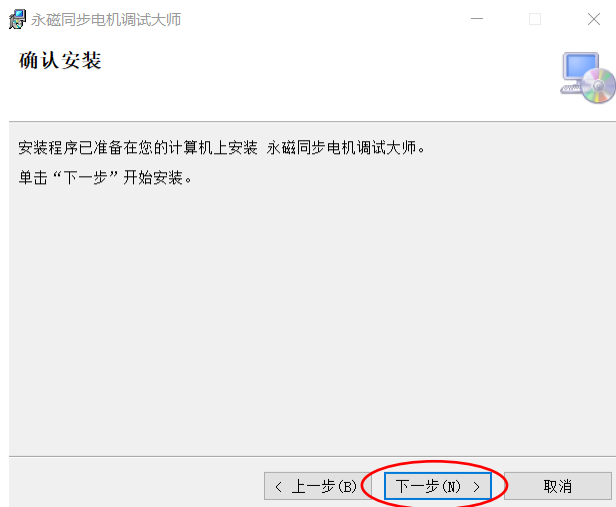 永磁同步电机调试大师
确认安装
安装程序已准备在您的计算机上安装 永磁同步电机调试大师。
单击“下一步”开始安装。
< 上一步(B)
下一步(N) >
取消